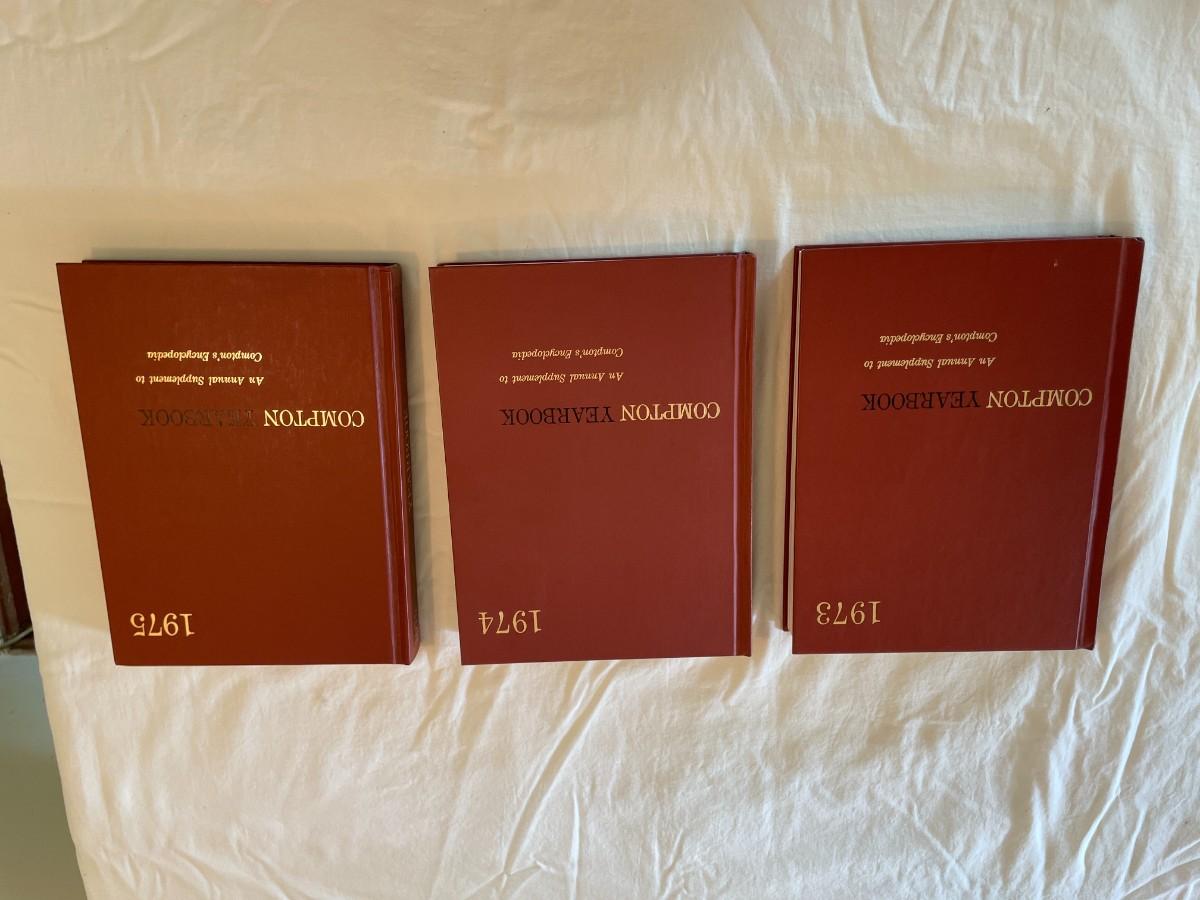 1973
COMPTON YEARBOOK
An Annual Supplement to
Compton's Encyclopedia
1974
COMPTON YEARBOOK
An Annual Supplement to
Compton's Encyclopedia
1975
COMPTON YEARBOOK
An Annual Supplement to
Compton's Encyclopedia